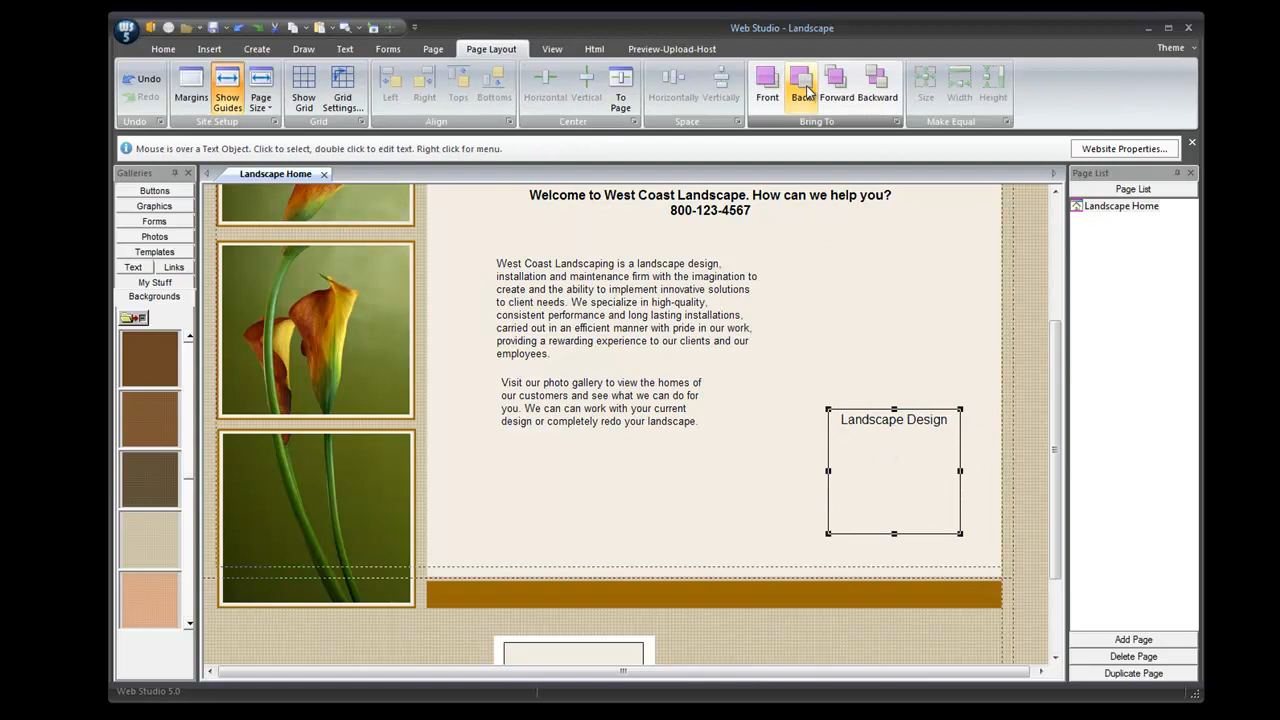 Web Studio - Landscape
WS
5
Home Insert Create Draw Text Forms Page Page Layout View Html Preview-Upload-Host Theme
Undo
Redo
Margins
Show
Guides
Page
Size
Show
Grid
Grid
Settings...
Left Right Tops Bottoms
Horizontal Vertical
To
Page
Horizontally Vertically
Front Back Forward Backward
Size Width Height
Undo Site Setup Grid Align Center Space Bring To Make Equal
Mouse is over a Text Object. Click to select, double click to edit text. Right click for menu.
Website Properties...
Galleries
Landscape Home
Page List
Buttons
Graphics
Forms
Photos
Templates
Text Links
My Stuff
Backgrounds
Page List
Landscape Home
Welcome to West Coast Landscape. How can we help you?
800-123-4567
West Coast Landscaping is a landscape design,
installation and maintenance firm with the imagination to
create and the ability to implement innovative solutions
to client needs. We specialize in high-quality,
consistent performance and long lasting installations,
carried out in an efficient manner with pride in our work,
providing a rewarding experience to our clients and our
employees.
Visit our photo gallery to view the homes of
our customers and see what we can do for
you. We can can work with your current
design or completely redo your landscape.
Landscape Design
Add Page
Delete Page
Duplicate Page
Web Studio 5.0